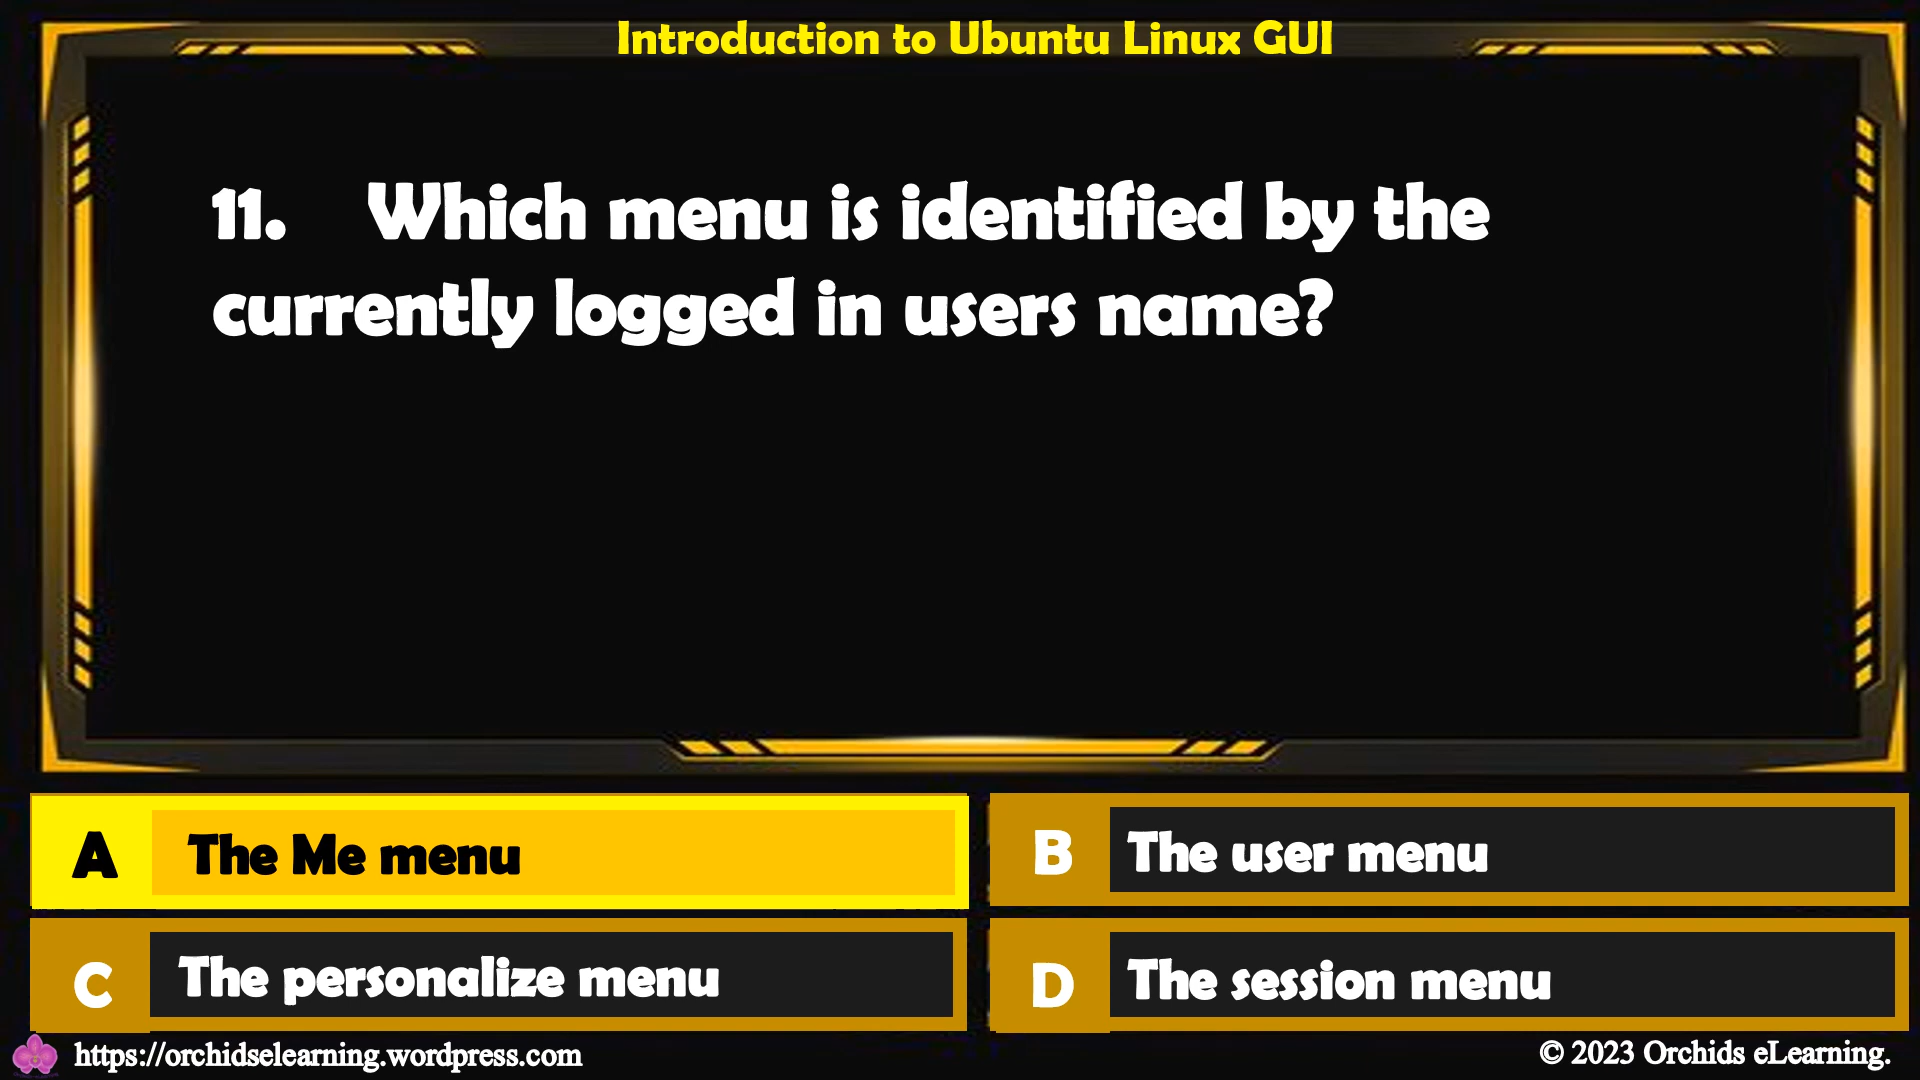 Introduction to Ubuntu Linux GUI
11. Which menu is identified by the
currently logged in users name?
A The Me menu
B The user menu
C The personalize menu
D The session menu
https://orchidselearning.wordpress.com
© 2023 Orchids eLearning.